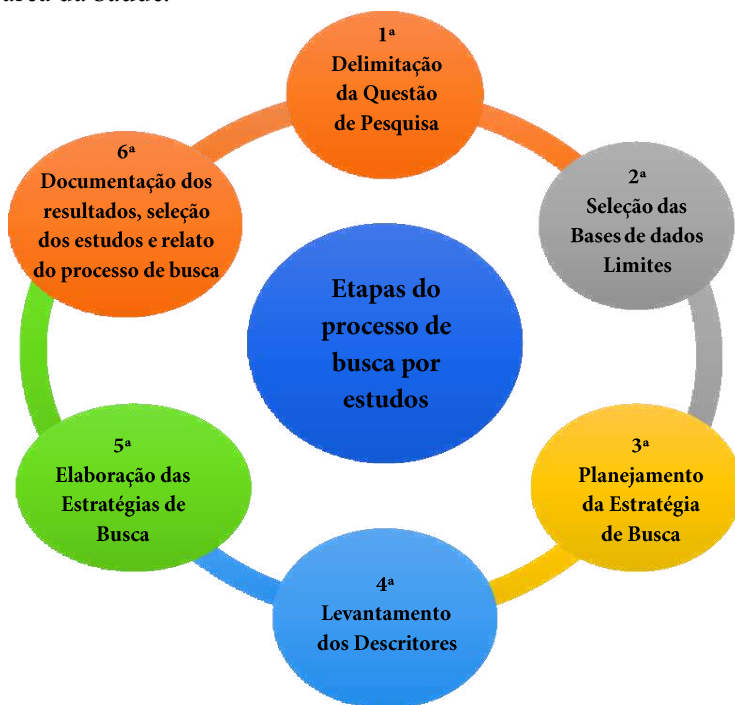 área da Saúde.
1ª
Delimitação
da Questão
de Pesquisa
2ª
Seleção das
Bases de dados
Limites
3ª
Planejamento
da Estratégia
de Busca
4ª
Levantamento
dos Descritores
5ª
Elaboração das
Estratégias de
Busca
6ª
Documentação dos
resultados, seleção
dos estudos e relato
do processo de busca
Etapas do
processo de
busca por
estudos